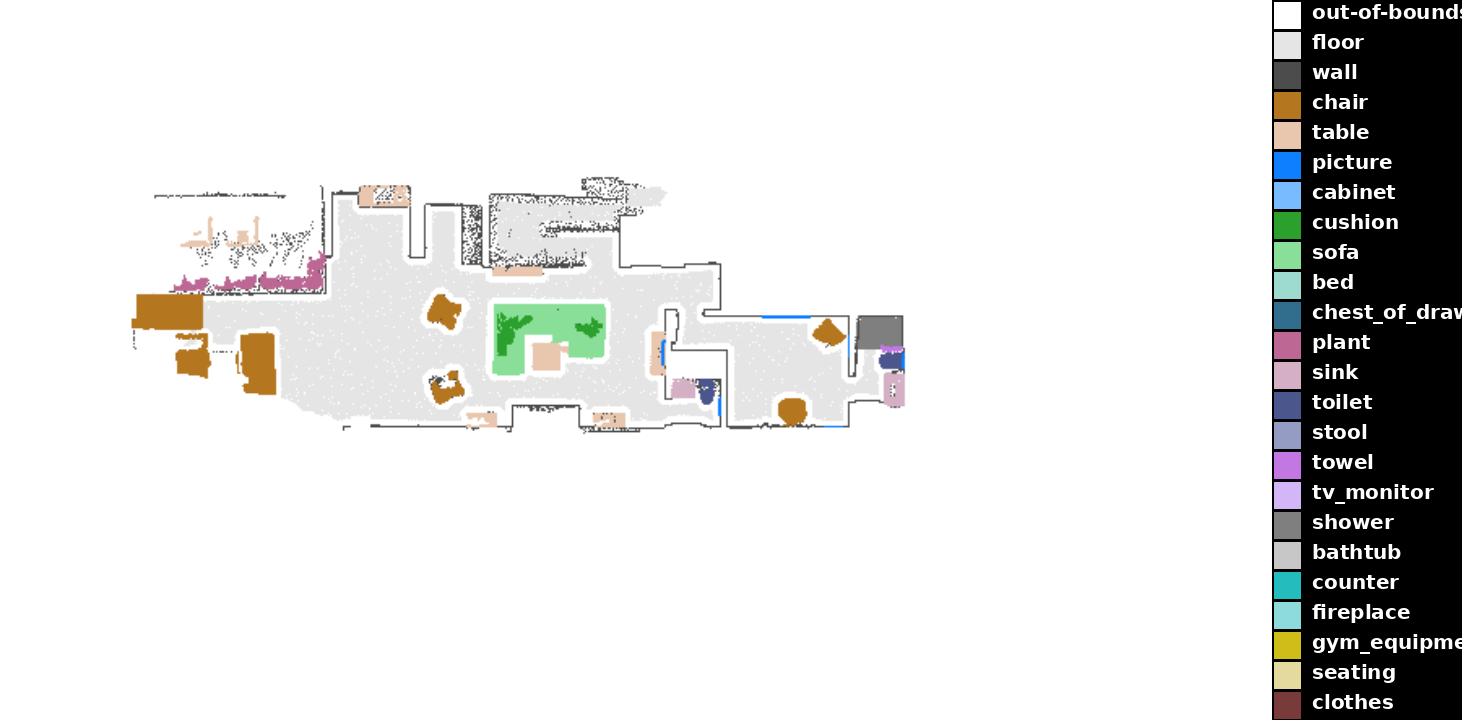 out-of-bounds
floor
wall
chair
table
picture
cabinet
cushion
sofa
bed
chest_of_draw
plant
sink
toilet
stool
towel
tv_monitor
shower
bathtub
counter
fireplace
gym_equipme
seating
clothes